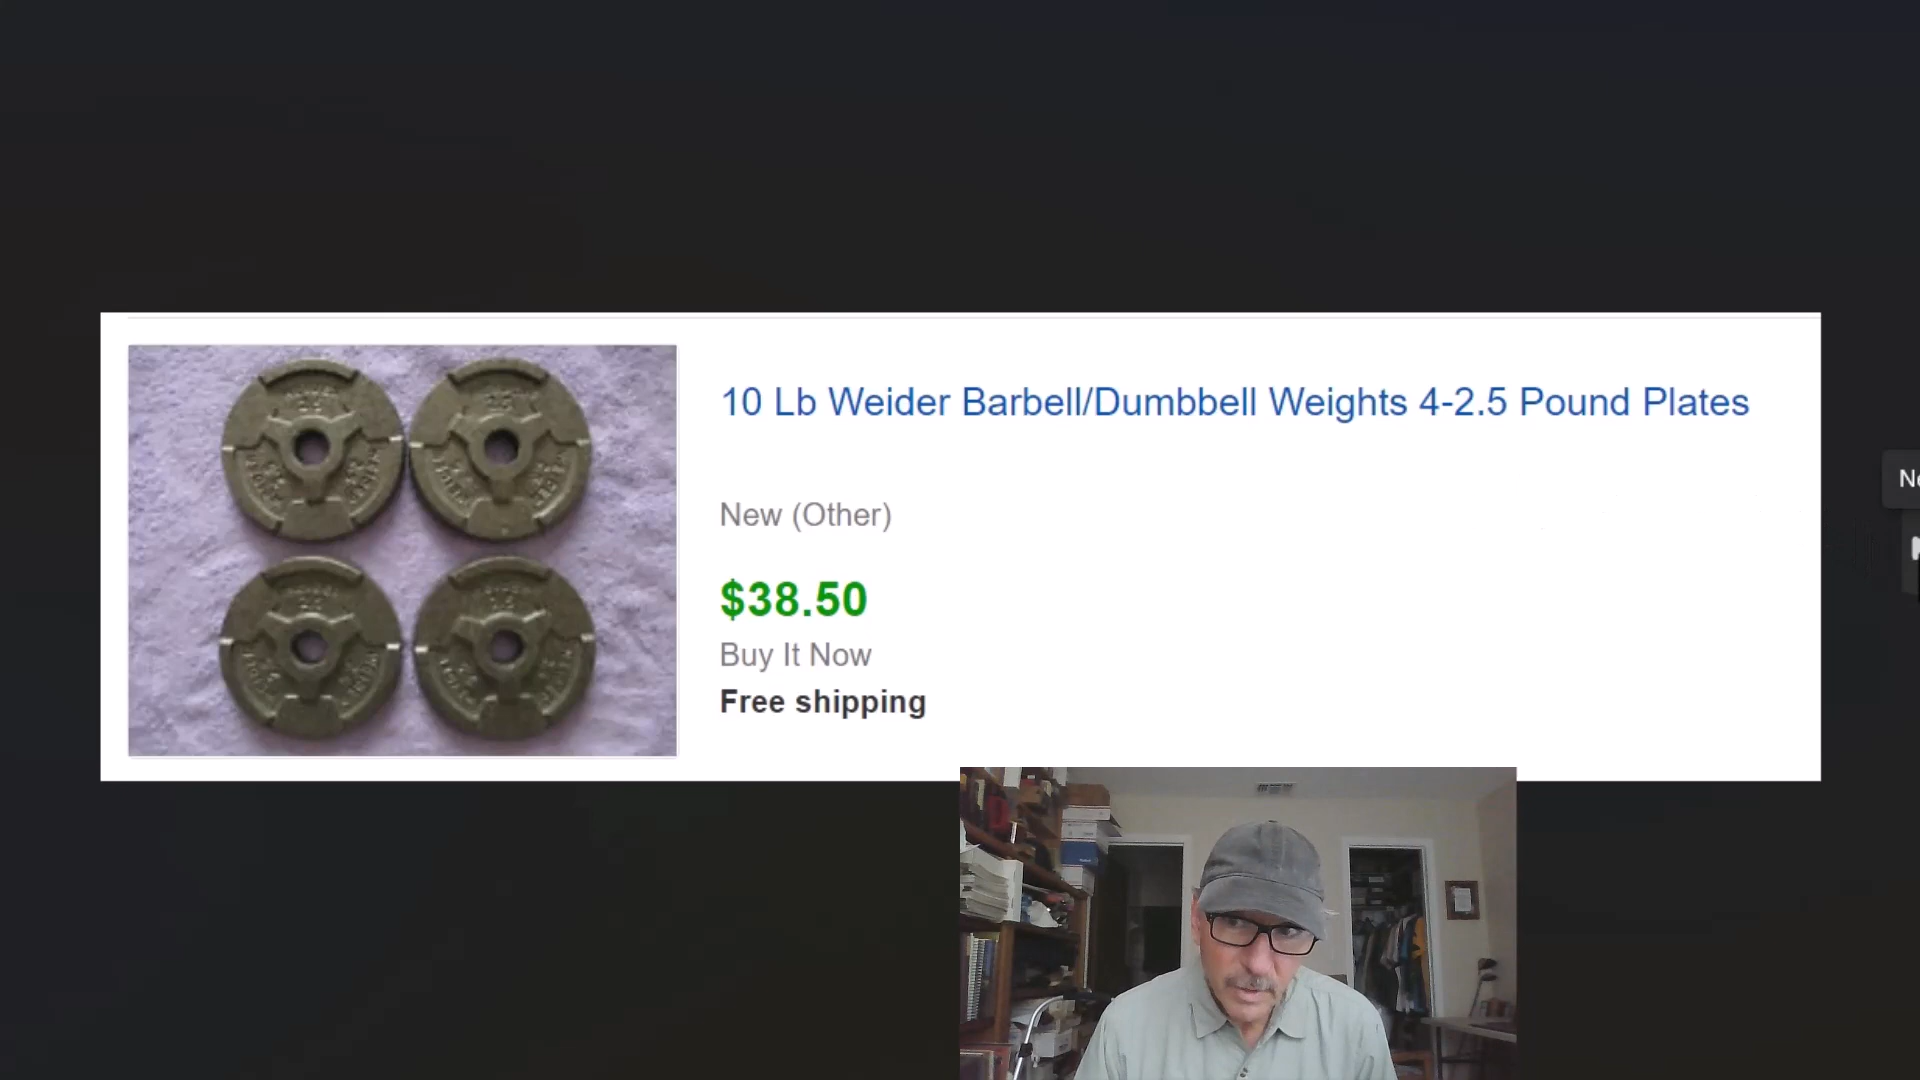 10 Lb Weider Barbell/Dumbbell Weights 4-2.5 Pound Plates
New (Other)
$38.50
Buy It Now
Free shipping